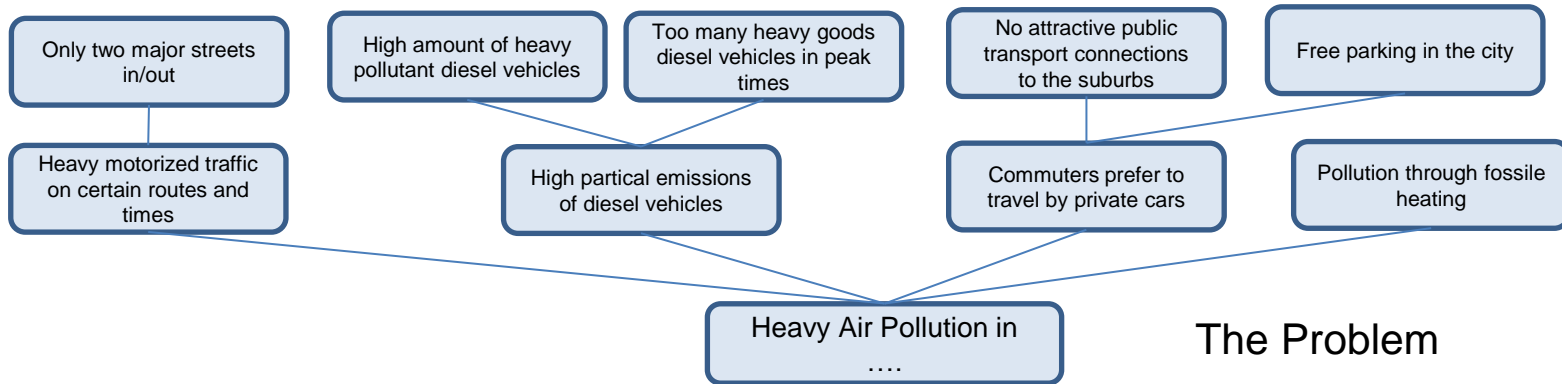 Only two major streets
in/out
High amount of heavy
pollutant diesel vehicles
Too many heavy goods
diesel vehicles in peak
times
No attractive public
transport connections
to the suburbs
Free parking in the city
Heavy motorized traffic
on certain routes and
times
High partical emissions
of diesel vehicles
Commuters prefer to
travel by private cars
Pollution through fossile
heating
Heavy Air Pollution in
….
The Problem